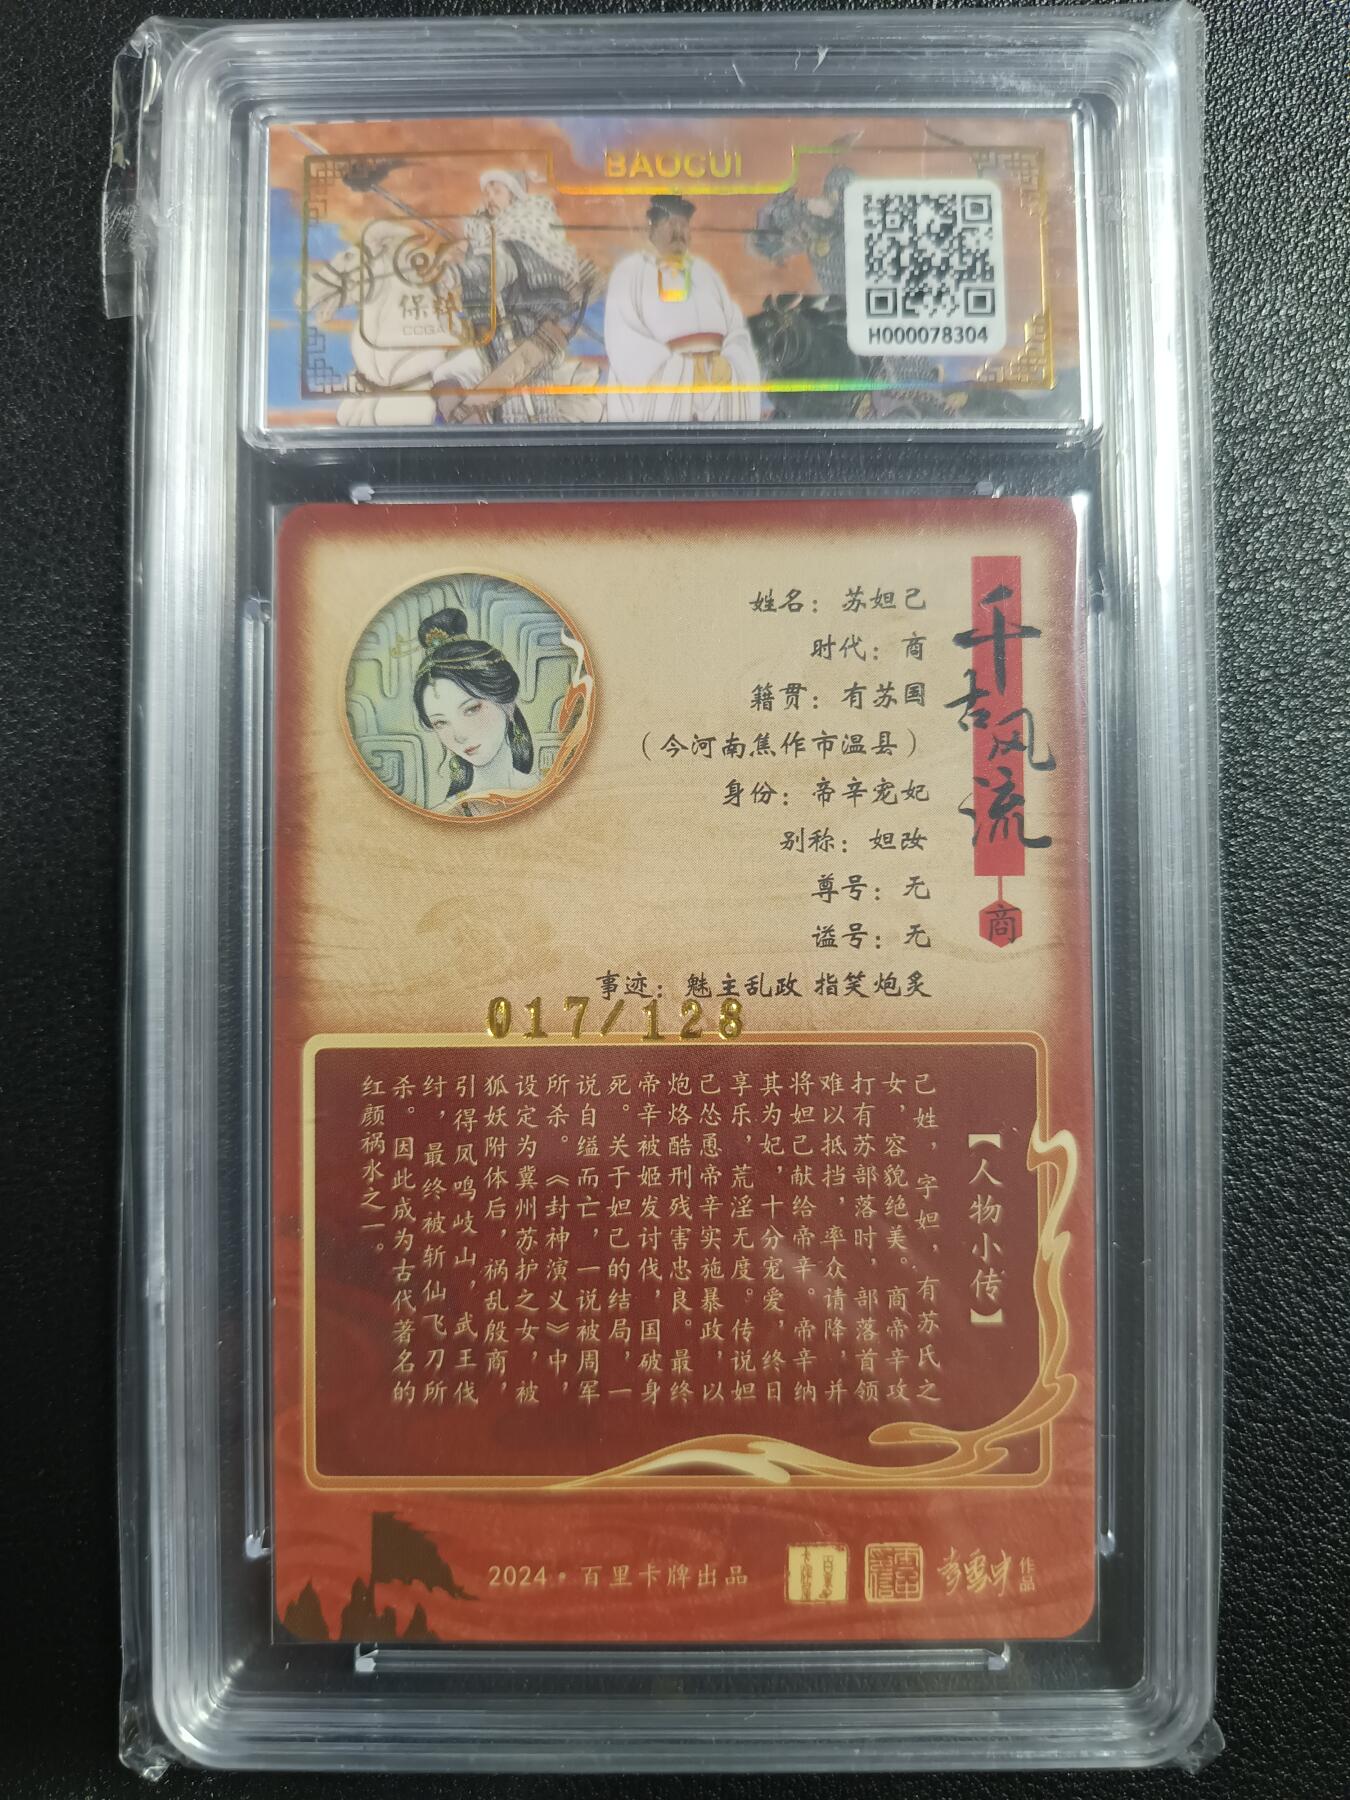 BAOCUI
保粹
CCGA
H000078304
千古风流
商
姓名：苏妲己
时代：商
籍贯：有苏国
（今河南焦作市温县）
身份：帝辛宠妃
别称：妲改
尊号：无
谥号：无
事迹：魅主乱政 指笑炮炙
017/128
【人物小传】
己姓，字妲，有苏氏之
女，容貌绝美。商帝辛攻
打有苏部落时，部落首领
难以抵挡，率众请降，并
将妲己献给帝辛。帝辛纳
其为妃，十分宠爱，终日
享乐，荒淫无度。传说妲
己怂恿帝辛实施暴政，以
炮烙酷刑残害忠良。最终
帝辛被姬发讨伐，国破身
死。关于妲己的结局，一
说自缢而亡，一说被周军
所杀。《封神演义》中，
设定为冀州苏护之女，被
狐妖附体后，祸乱殷商，
引得凤鸣岐山，武王伐
纣，最终被斩仙飞刀所
杀。因此成为古代著名的
红颜祸水之一。
2024·百里卡牌出品
作品